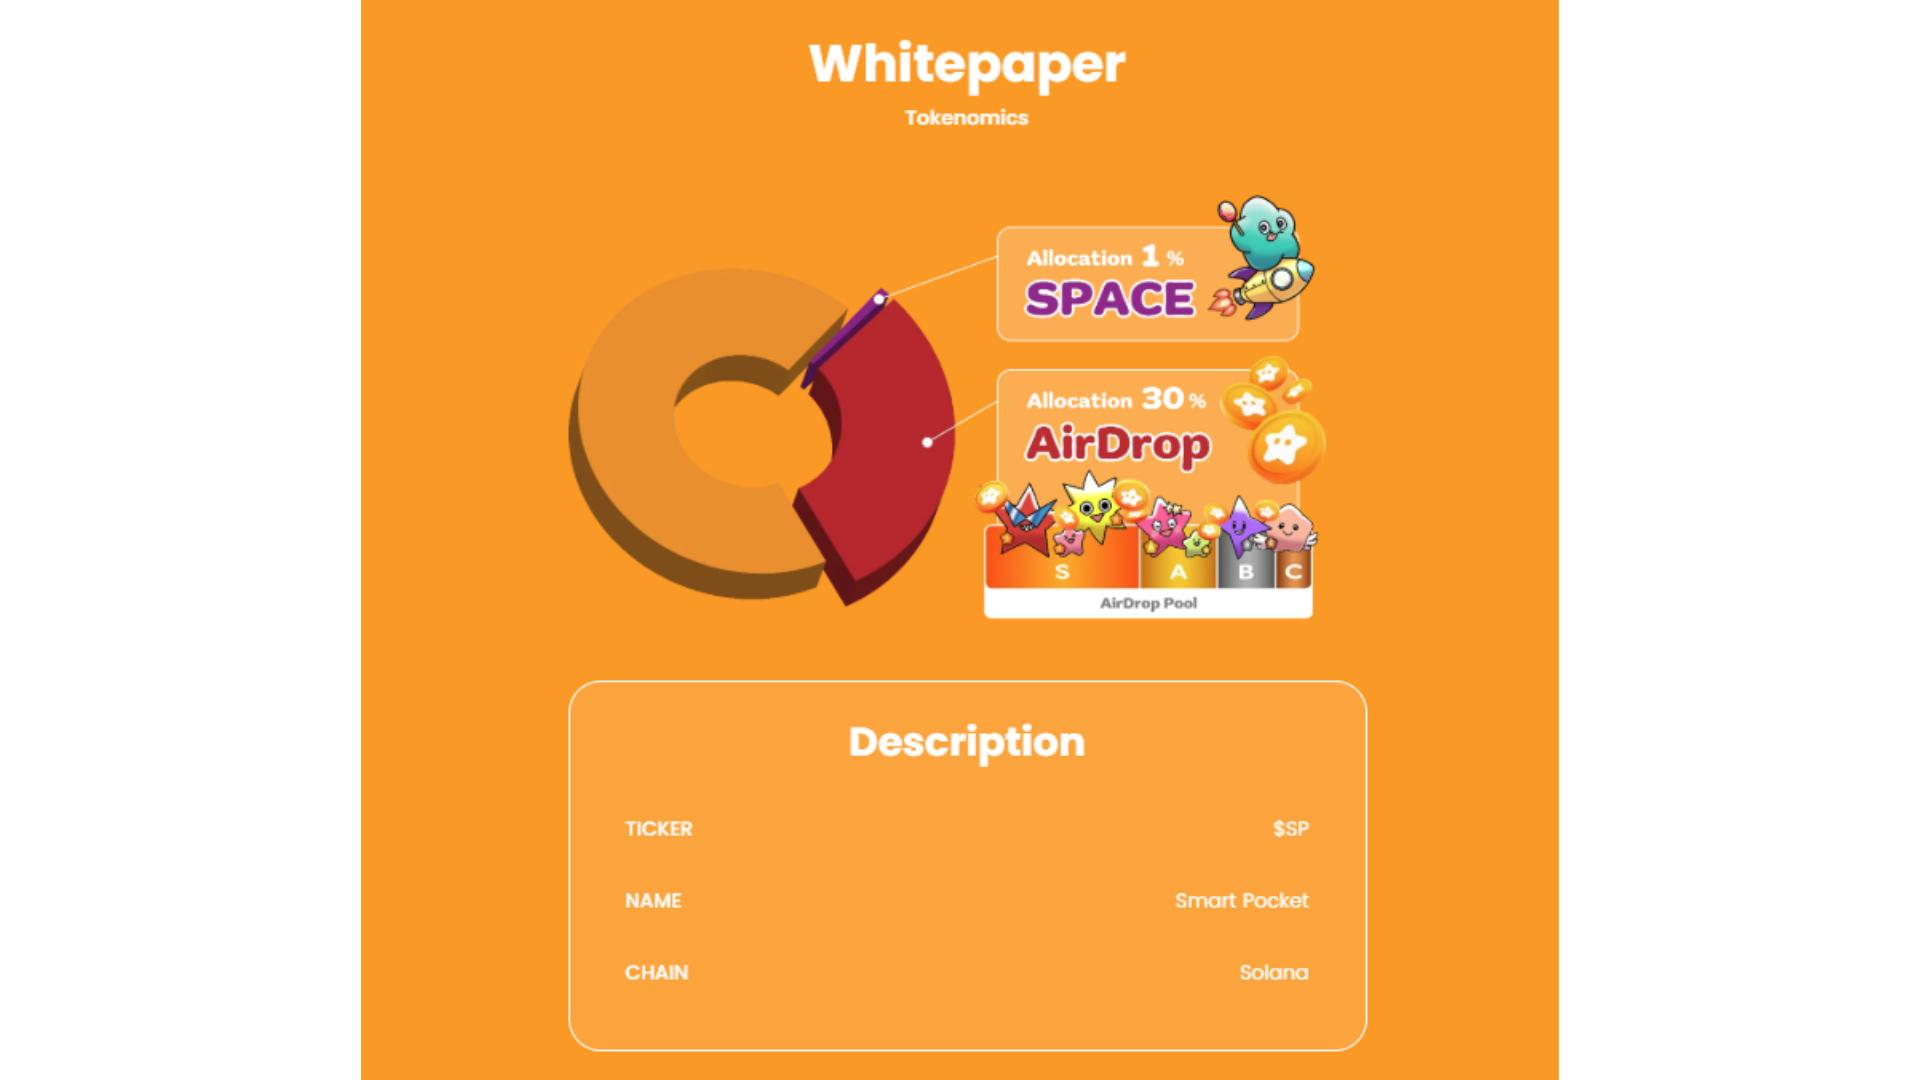 Whitepaper
Tokenomics
Allocation 1 %
SPACE
Allocation 30 %
AirDrop
S A B C
AirDrop Pool
Description
TICKER $SP
NAME Smart Pocket
CHAIN Solana